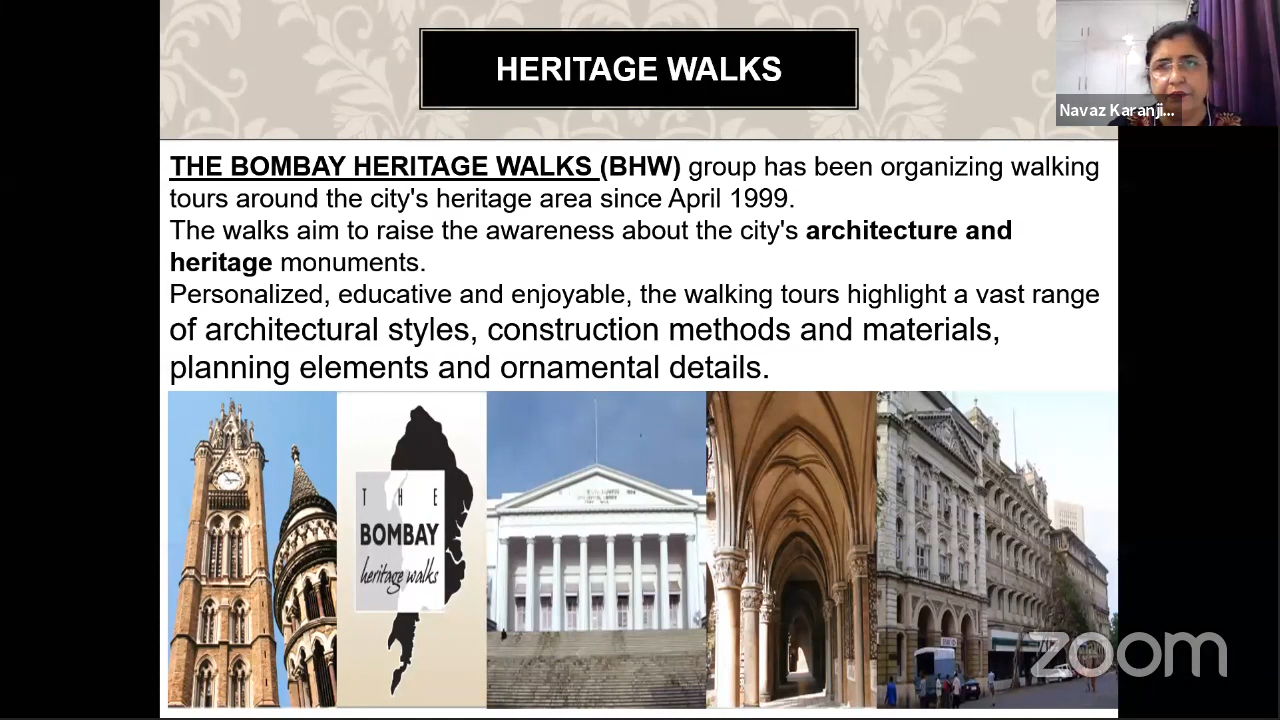 HERITAGE WALKS
Navaz Karanji...
THE BOMBAY HERITAGE WALKS (BHW) group has been organizing walking
tours around the city's heritage area since April 1999.
The walks aim to raise the awareness about the city's architecture and
heritage monuments.
Personalized, educative and enjoyable, the walking tours highlight a vast range
of architectural styles, construction methods and materials,
planning elements and ornamental details.
THE
BOMBAY
heritage walks
zoom